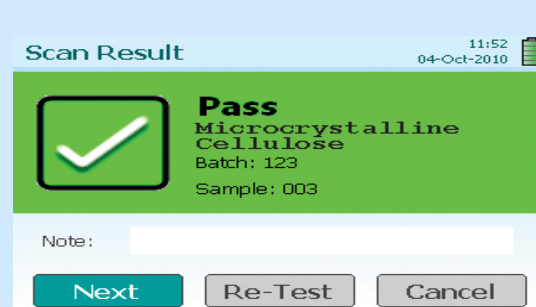 Scan Result
11:52
04-Oct-2010
Pass
Microcrystalline
Cellulose
Batch: 123
Sample: 003
Note:
Next Re-Test Cancel